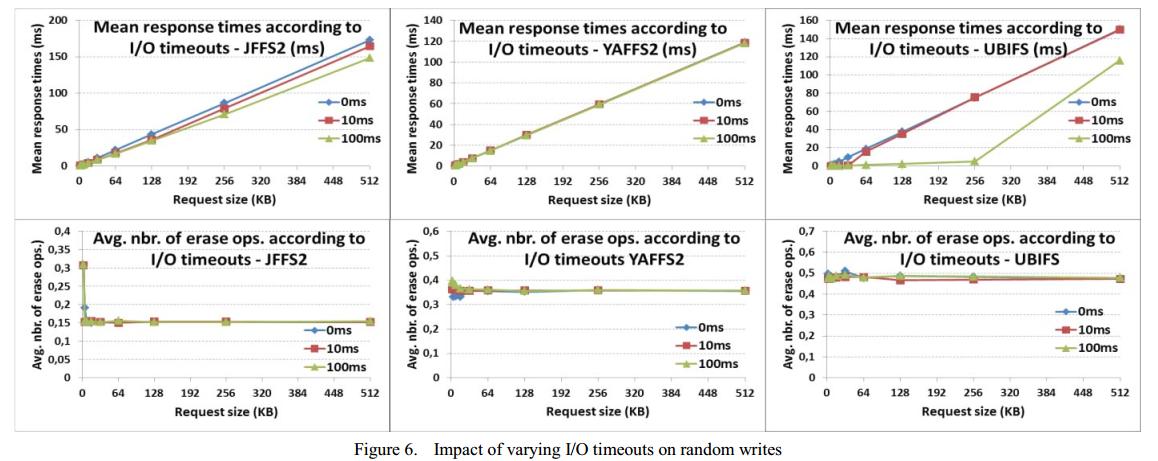 Mean response times according to
I/O timeouts - JFFS2 (ms)
Mean response times (ms)
200
150
100
50
0
0ms
10ms
100ms
0 64 128 192 256 320 384 448 512
Request size (KB)
Mean response times according to
I/O timeouts - YAFFS2 (ms)
Mean response times (ms)
140
120
100
80
60
40
20
0
0ms
10ms
100ms
0 64 128 192 256 320 384 448 512
Request size (KB)
Mean response times according to
I/O timeouts - UBIFS (ms)
Mean response times (ms)
160
140
120
100
80
60
40
20
0
0ms
10ms
100ms
0 64 128 192 256 320 384 448 512
Request size (KB)
Avg. nbr. of erase ops. according to
I/O timeouts - JFFS2
Avg. nbr. of erase ops.)
0,4
0,35
0,3
0,25
0,2
0,15
0,1
0,05
0
0ms
10ms
100ms
0 64 128 192 256 320 384 448 512
Request size (KB)
Avg. nbr. of erase ops. according to
I/O timeouts YAFFS2
Avg. nbr. of erase ops.)
0,6
0,5
0,4
0,3
0,2
0,1
0
0ms
10ms
100ms
0 64 128 192 256 320 384 448 512
Request size (KB)
Avg. nbr. of erase ops. according to
I/O timeouts - UBIFS
Avg. nbr. of erase ops.)
0,7
0,6
0,5
0,4
0,3
0,2
0,1
0
0ms
10ms
100ms
0 64 128 192 256 320 384 448 512
Request size (KB)
Figure 6. Impact of varying I/O timeouts on random writes